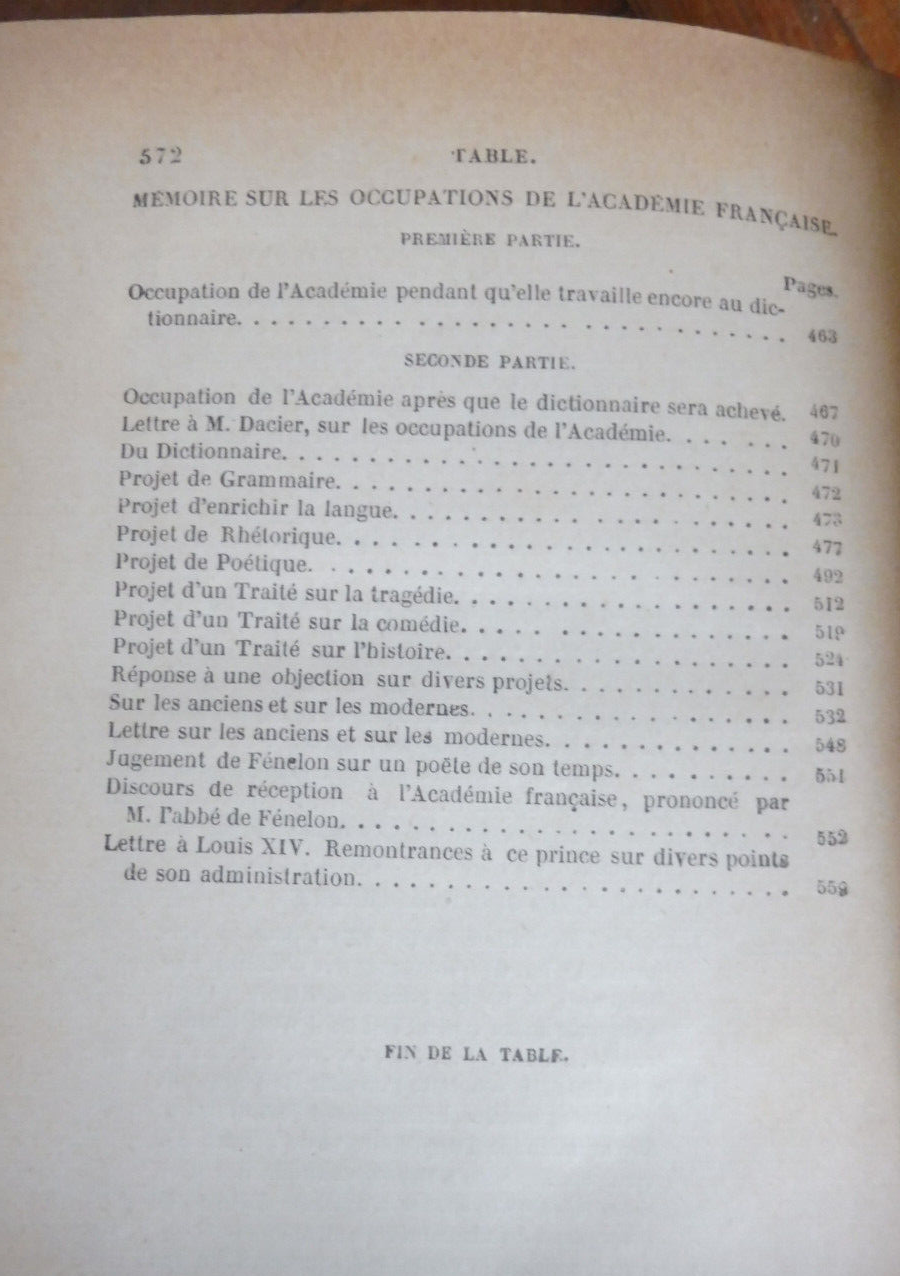 572 TABLE.
MÉMOIRE SUR LES OCCUPATIONS DE L'ACADÉMIE FRANÇAISE.
PREMIÈRE PARTIE.
Pages.
Occupation de l'Académie pendant qu'elle travaille encore au dic-
tionnaire. . . . . . . . . . . . . . . . . . . . . . . . . . 463
SECONDE PARTIE.
Occupation de l'Académie après que le dictionnaire sera achevé. 467
Lettre à M. Dacier, sur les occupations de l'Académie. . . . . . . 470
Du Dictionnaire. . . . . . . . . . . . . . . . . . . . . . . . 471
Projet de Grammaire. . . . . . . . . . . . . . . . . . . . . . 472
Projet d'enrichir la langue. . . . . . . . . . . . . . . . . . . 473
Projet de Rhétorique. . . . . . . . . . . . . . . . . . . . . . 477
Projet de Poétique. . . . . . . . . . . . . . . . . . . . . . . 492
Projet d'un Traité sur la tragédie. . . . . . . . . . . . . . . . 512
Projet d'un Traité sur la comédie. . . . . . . . . . . . . . . . 519
Projet d'un Traité sur l'histoire. . . . . . . . . . . . . . . . . 524
Réponse à une objection sur divers projets. . . . . . . . . . . . 531
Sur les anciens et sur les modernes. . . . . . . . . . . . . . . . 532
Lettre sur les anciens et sur les modernes. . . . . . . . . . . . 548
Jugement de Fénelon sur un poëte de son temps. . . . . . . . . 551
Discours de réception à l'Académie française, prononcé par
M. l'abbé de Fénelon. . . . . . . . . . . . . . . . . . . . . . 552
Lettre à Louis XIV. Remontrances à ce prince sur divers points
de son administration. . . . . . . . . . . . . . . . . . . . . . 559
FIN DE LA TABLE.